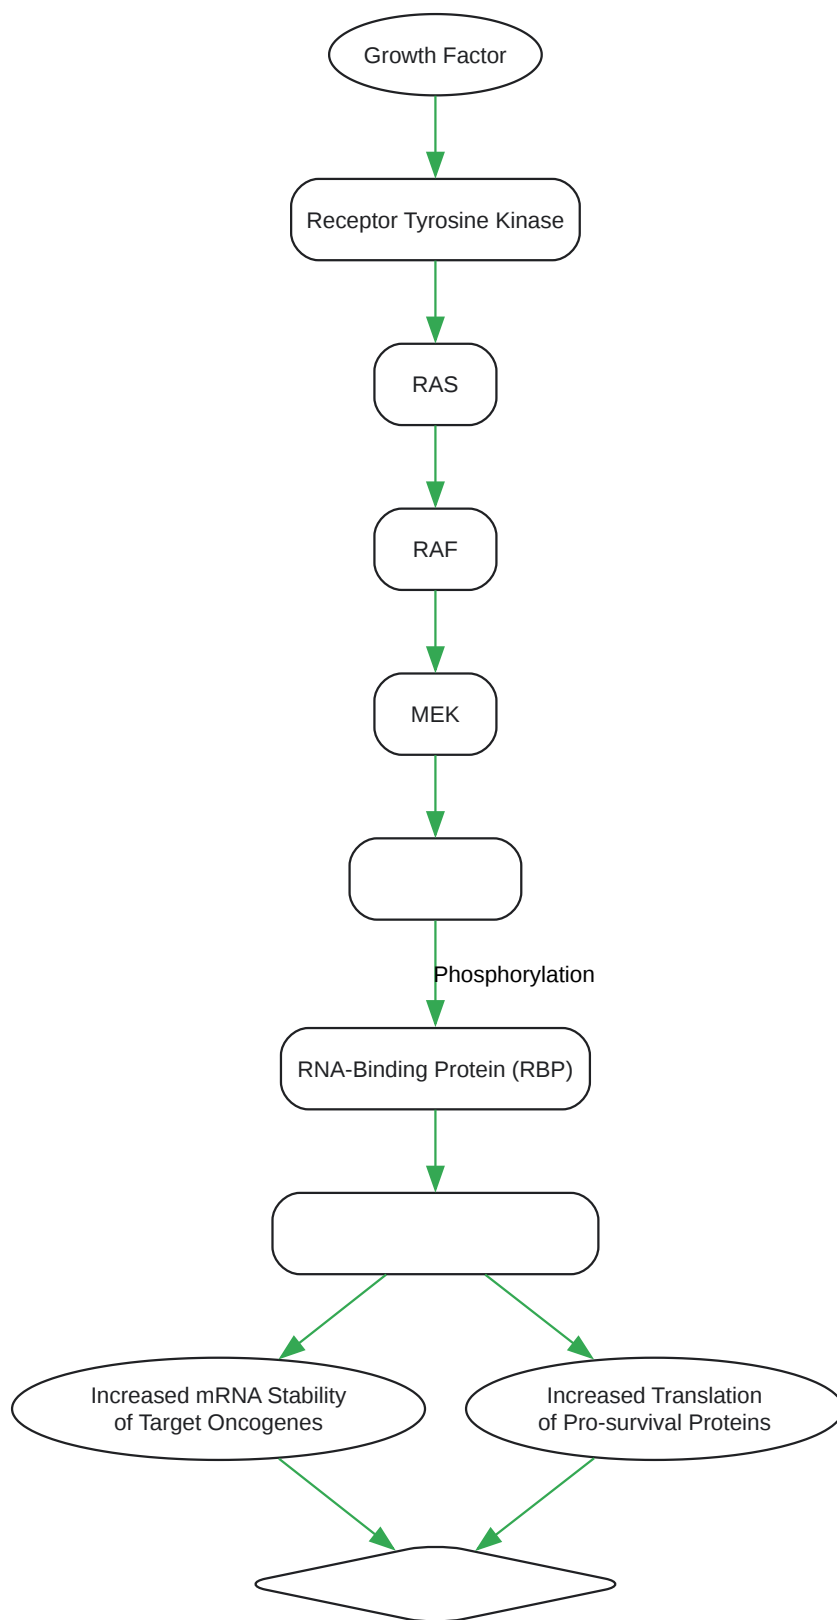 Growth Factor
Receptor Tyrosine Kinase
RAS
RAF
MEK
Phosphorylation
RNA-Binding Protein (RBP)
Increased mRNA Stability
of Target Oncogenes
Increased Translation
of Pro-survival Proteins